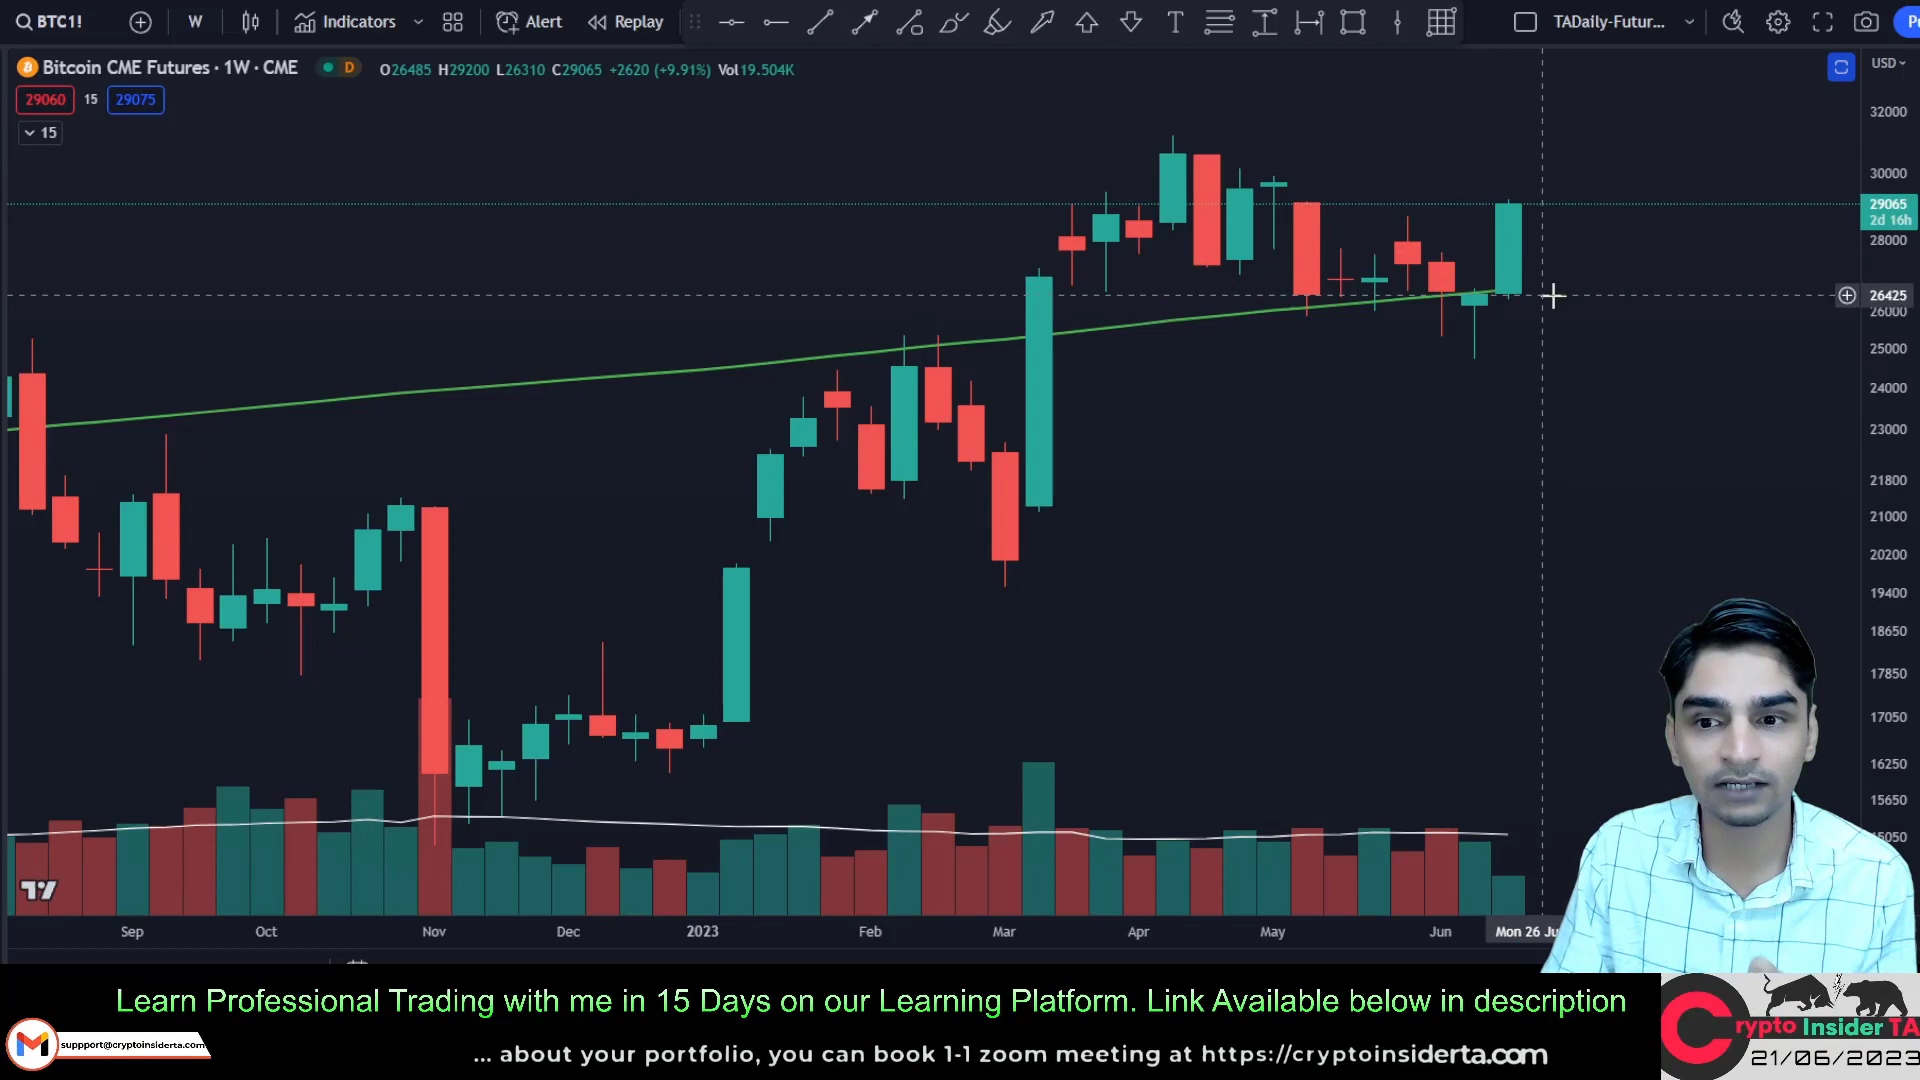 BTC1! W Indicators Alert Replay TADaily-Futur...
Bitcoin CME Futures · 1W · CME D O26485 H29200 L26310 C29065 +2620 (+9.91%) Vol19.504K
29060 15 29075
15
USD
32000
30000
29065
2d 16h
28000
26425
26000
25000
24000
23000
21800
21000
20200
19400
18650
17850
17050
16250
15650
15050
Sep Oct Nov Dec 2023 Feb Mar Apr May Jun Mon 26 Ju
Learn Professional Trading with me in 15 Days on our Learning Platform. Link Available below in description
suppport@cryptoinsiderta.com
... about your portfolio, you can book 1-1 zoom meeting at https://cryptoinsiderta.com
Crypto Insider TA
21/06/2023